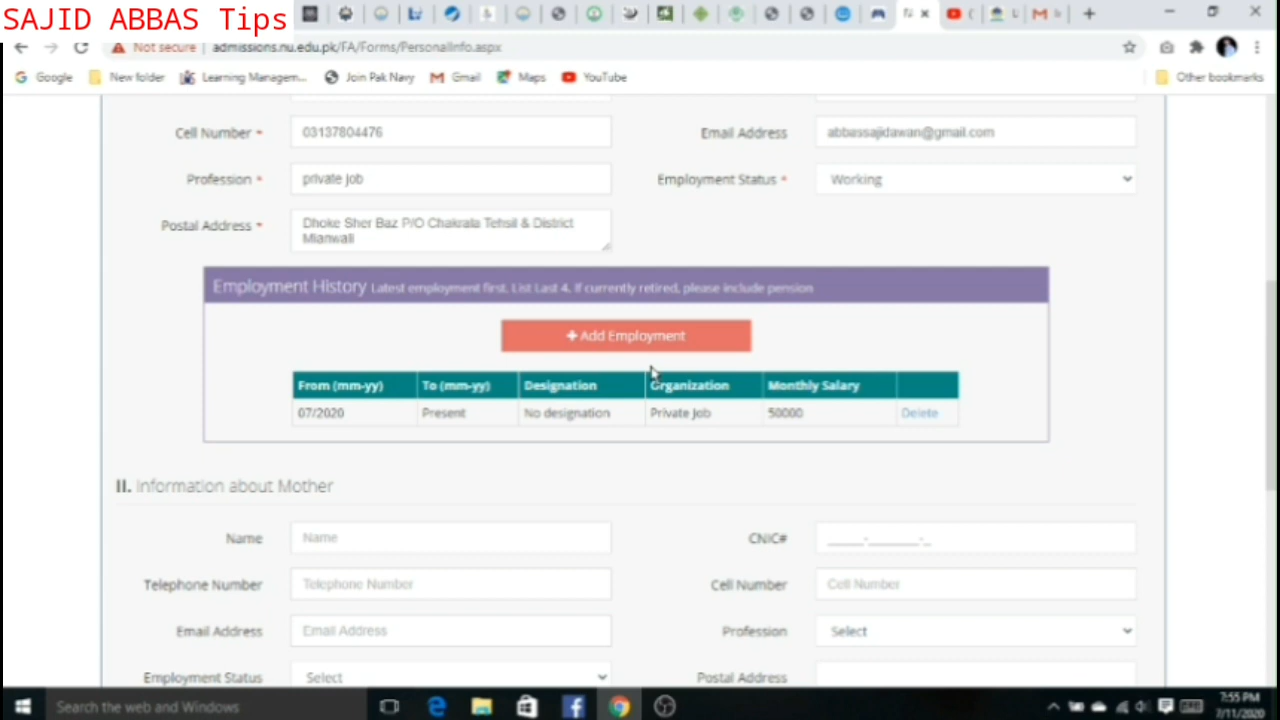 SAJID ABBAS Tips
Not secure admissions.nu.edu.pk/FA/Forms/PersonalInfo.aspx
Google New folder Learning Managem... Join Pak Navy Gmail Maps YouTube Other bookmarks
Cell Number * 03137804476 Email Address abbassajidawan@gmail.com
Profession * private job Employment Status * Working
Postal Address * Dhoke Sher Baz P/O Chakrala Tehsil & District
Mianwali
Employment History Latest employment first. List Last 4. If currently retired, please include pension
+ Add Employment
From (mm-yy) To (mm-yy) Designation Organization Monthly Salary
07/2020 Present No designation Private Job 50000 Delete
II. Information about Mother
Name Name CNIC# _____-_______-_
Telephone Number Telephone Number Cell Number Cell Number
Email Address Email Address Profession Select
Employment Status Select Postal Address
Search the web and Windows 7:55 PM
7/11/2020